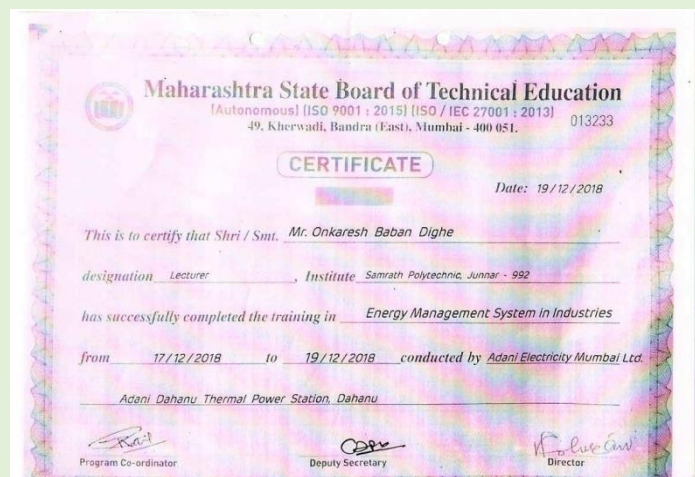 Maharashtra State Board of Technical Education
(Autonomous) (ISO 9001 : 2015) (ISO / IEC 27001 : 2013)
013233
49, Kherwadi, Bandra (East), Mumbai - 400 051.
CERTIFICATE
Date: 19/12/2018
This is to certify that Shri / Smt. Mr. Onkaresh Baban Dighe
designation Lecturer , Institute Samrath Polytechnic, Junnar - 992
has successfully completed the training in Energy Management System in Industries
from 17/12/2018 to 19/12/2018 conducted by Adani Electricity Mumbai Ltd.
Adani Dahanu Thermal Power Station, Dahanu
Program Co-ordinator Deputy Secretary Director